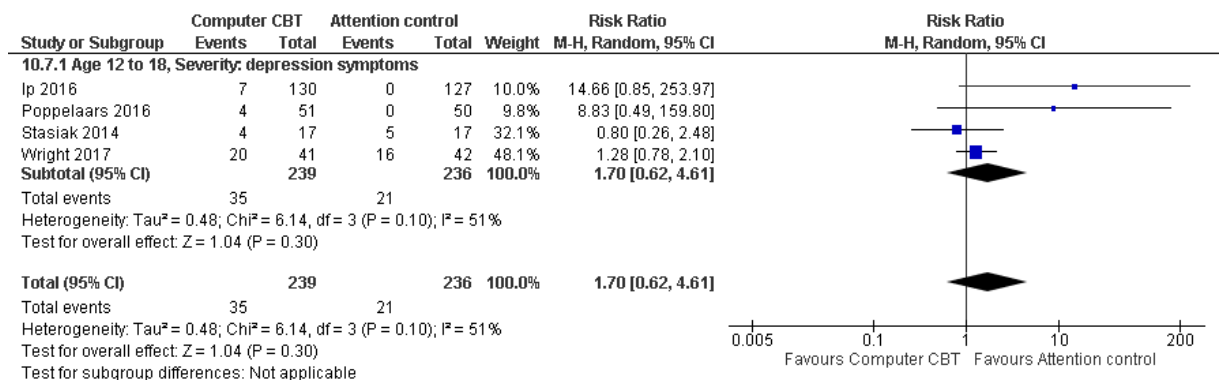 Computer CBT Attention control Risk Ratio Risk Ratio
Study or Subgroup Events Total Events Total Weight M-H, Random, 95% CI M-H, Random, 95% CI
10.7.1 Age 12 to 18, Severity: depression symptoms
Ip 2016 7 130 0 127 10.0% 14.66 [0.85, 253.97]
Poppelaars 2016 4 51 0 50 9.8% 8.83 [0.49, 159.80]
Stasiak 2014 4 17 5 17 32.1% 0.80 [0.26, 2.48]
Wright 2017 20 41 16 42 48.1% 1.28 [0.78, 2.10]
Subtotal (95% CI) 239 236 100.0% 1.70 [0.62, 4.61]
Total events 35 21
Heterogeneity: Tau² = 0.48; Chi² = 6.14, df = 3 (P = 0.10); I² = 51%
Test for overall effect: Z = 1.04 (P = 0.30)
Total (95% CI) 239 236 100.0% 1.70 [0.62, 4.61]
Total events 35 21
Heterogeneity: Tau² = 0.48; Chi² = 6.14, df = 3 (P = 0.10); I² = 51%
Test for overall effect: Z = 1.04 (P = 0.30)
Test for subgroup differences: Not applicable
0.005 0.1 1 10 200
Favours Computer CBT Favours Attention control